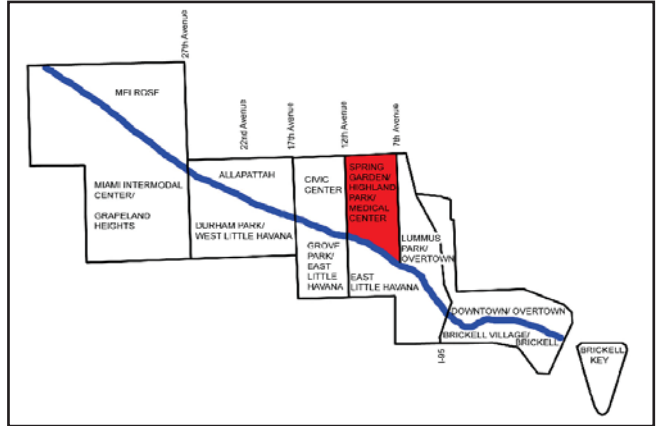 27th Avenue
22nd Avenue
17th Avenue
12th Avenue
7th Avenue
MELROSE
MIAMI INTERMODAL
CENTER/
GRAPELAND
HEIGHTS
ALLAPATTAH
DURHAM PARK/
WEST LITTLE HAVANA
CIVIC
CENTER
GROVE
PARK/
EAST
LITTLE
HAVANA
SPRING
GARDEN/
HIGHLAND
PARK/
MEDICAL
CENTER
EAST
LITTLE HAVANA
LUMMUS
PARK/
OVERTOWN
DOWNTOWN/ OVERTOWN
BRICKELL VILLAGE/
BRICKELL
I-95
BRICKELL
KEY